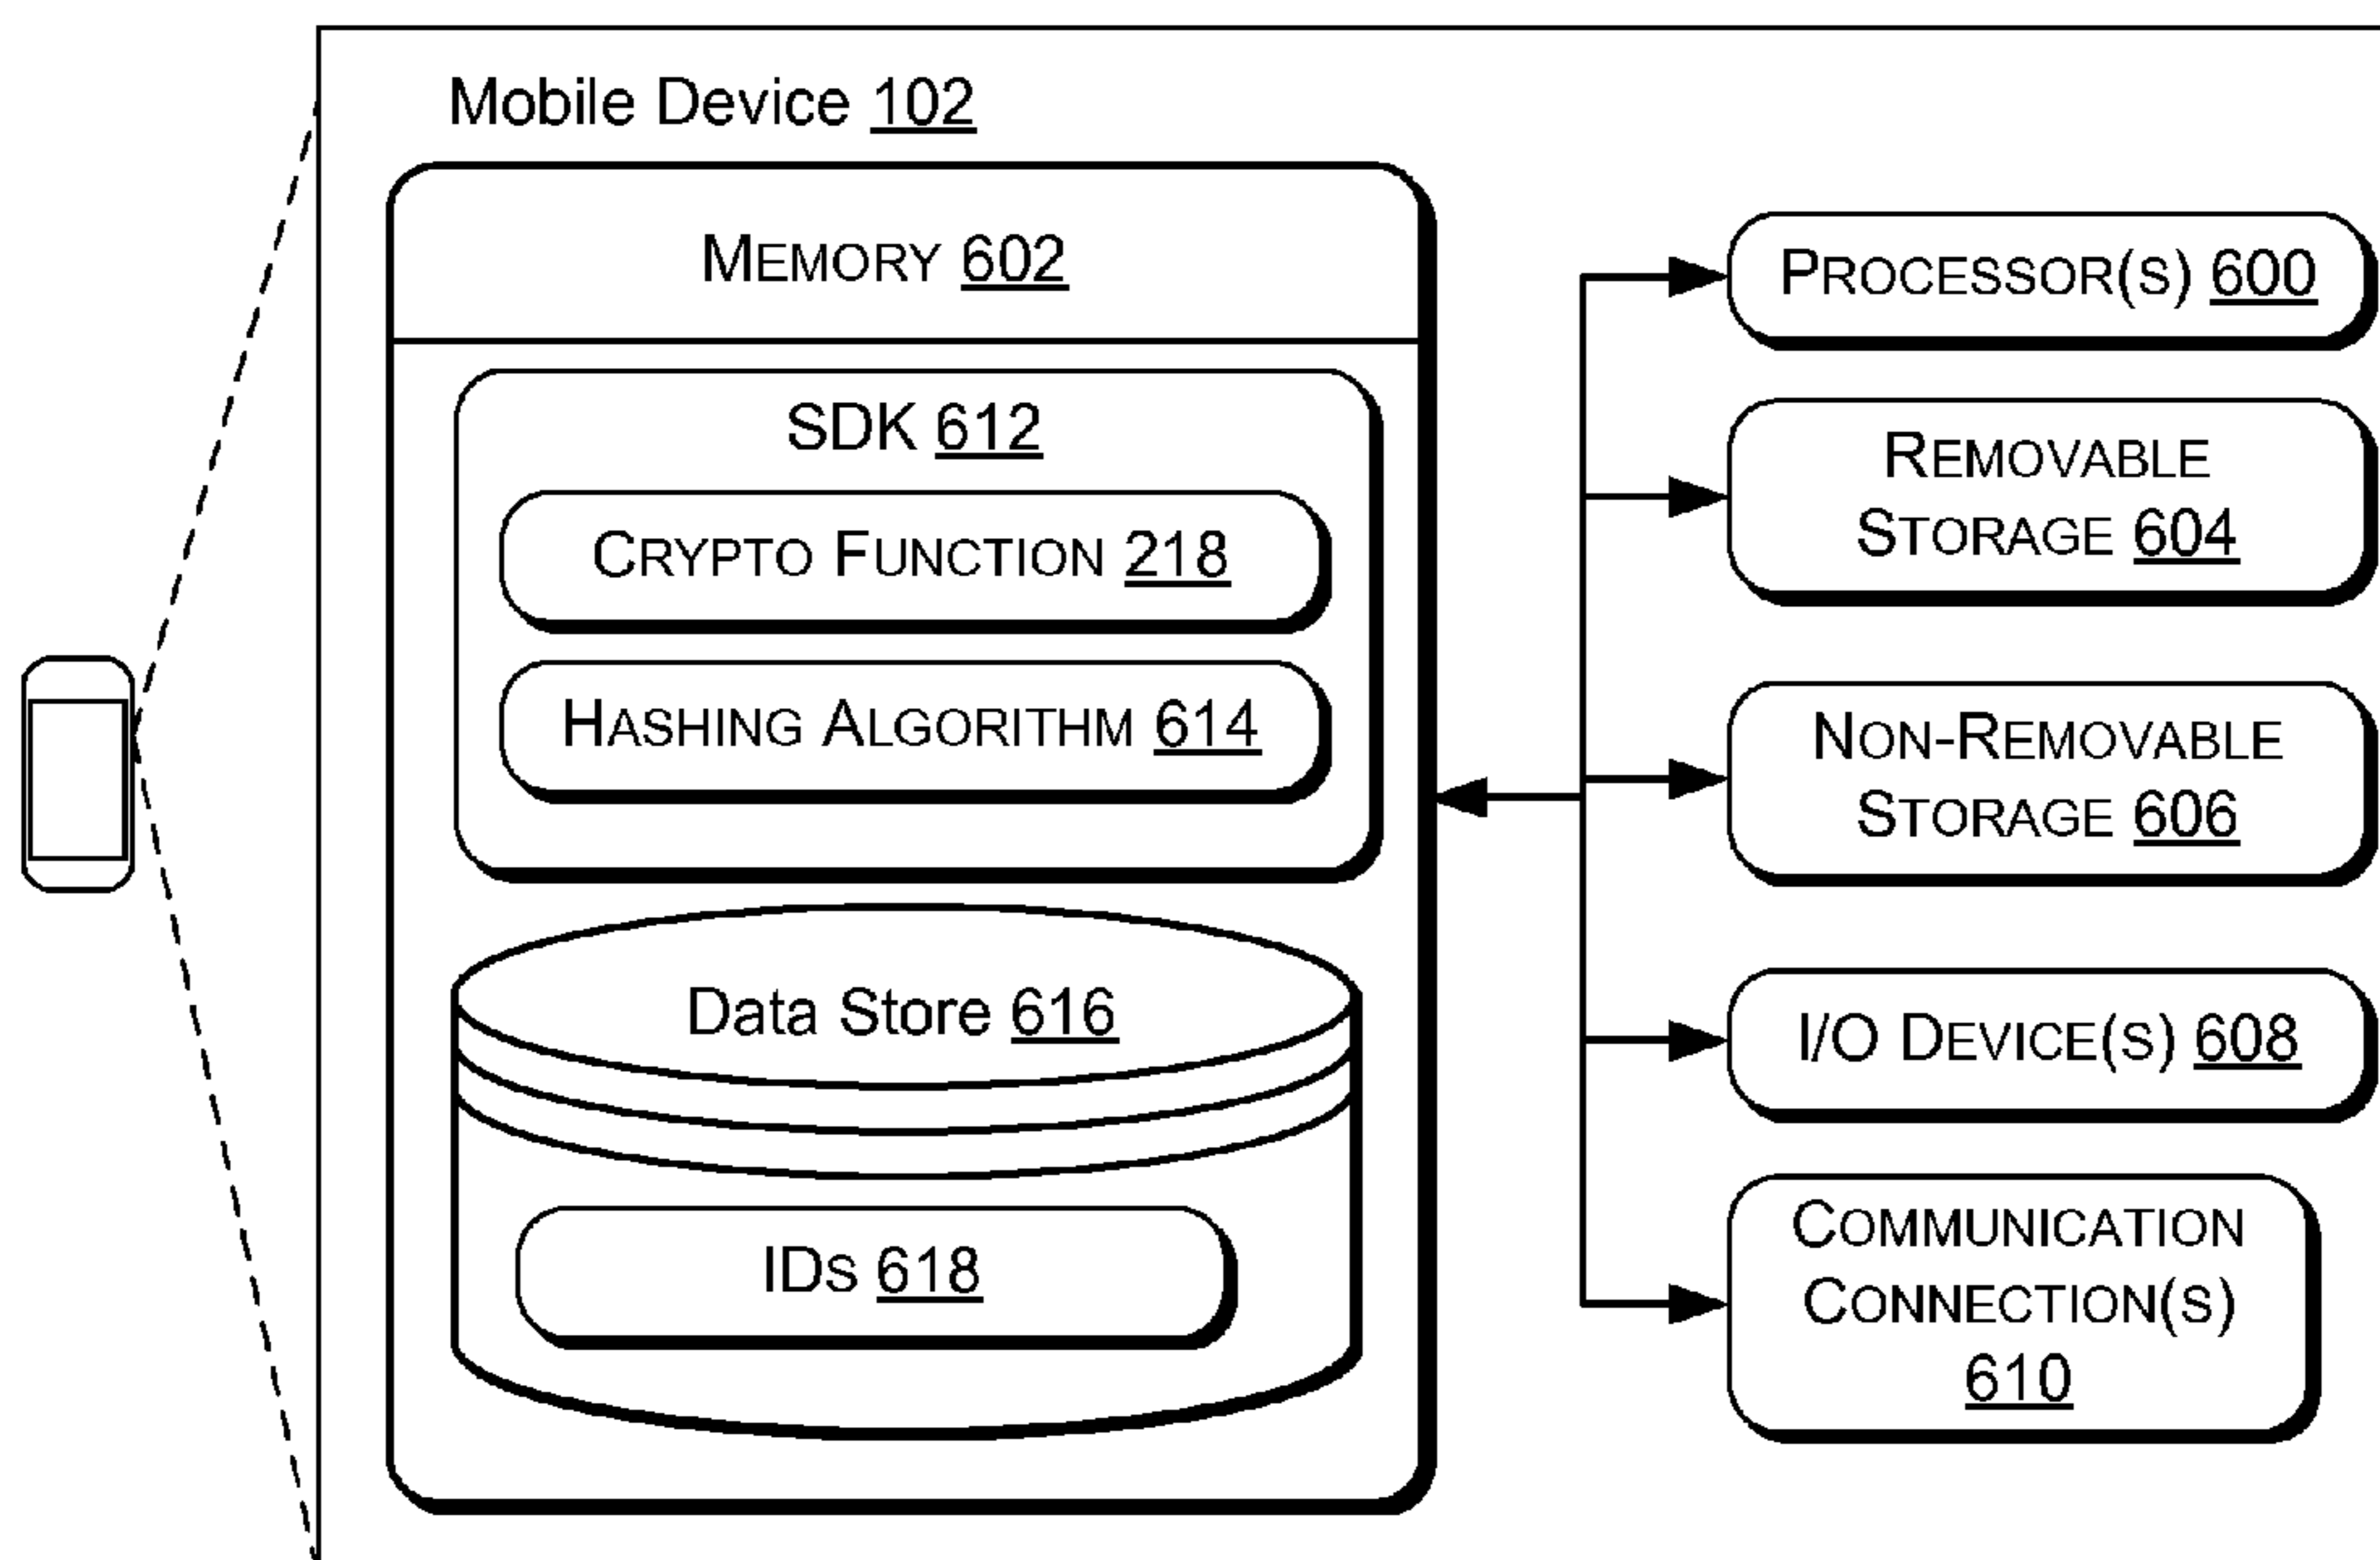 Mobile Device 102
MEMORY 602
SDK 612
CRYPTO FUNCTION 218
HASHING ALGORITHM 614
Data Store 616
IDS 618
PROCESSOR(S) 600
REMOVABLE
STORAGE 604
NON-REMOVABLE
STORAGE 606
I/O DEVICE(S) 608
COMMUNICATION
CONNECTION(S)
610